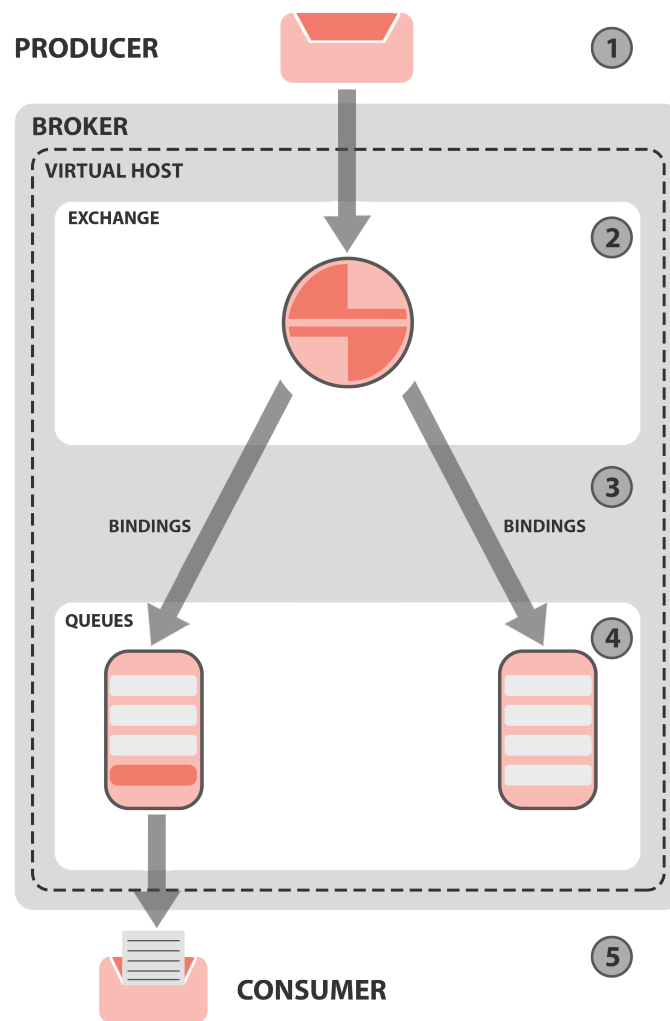 PRODUCER
1
BROKER
VIRTUAL HOST
EXCHANGE
2
3
BINDINGS
BINDINGS
QUEUES
4
5
CONSUMER